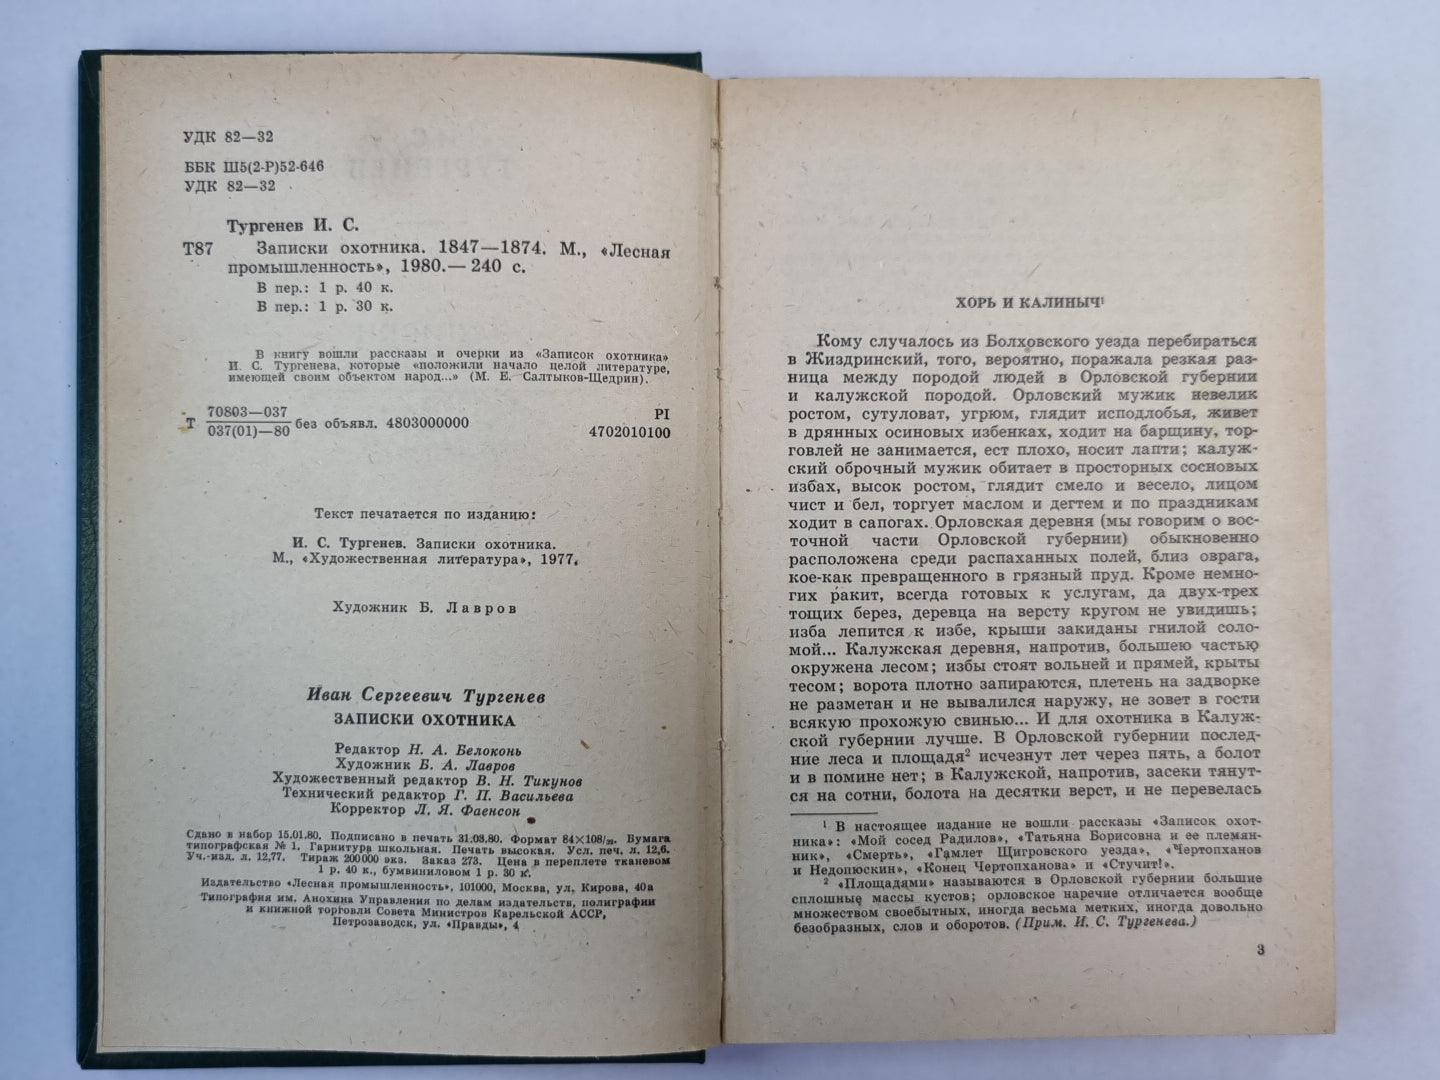 УДК 82—32
ББК Ш5(2-Р)52-646
УДК 82—32
Тургенев И. С.
Т87 Записки охотника. 1847—1874. М., «Лесная
промышленность», 1980.— 240 с.
В пер.: 1 р. 40 к.
В пер.: 1 р. 30 к.
В книгу вошли рассказы и очерки из «Записок охотника»
И. С. Тургенева, которые «положили начало целой литературе,
имеющей своим объектом народ...» (М. Е. Салтыков-Щедрин).
Т 70803—037
037(01)—80 без объявл. 4803000000
РI
4702010100
Текст печатается по изданию:
И. С. Тургенев. Записки охотника.
М., «Художественная литература», 1977.
Художник Б. Лавров
Иван Сергеевич Тургенев
ЗАПИСКИ ОХОТНИКА
Редактор Н. А. Белоконь
Художник Б. А. Лавров
Художественный редактор В. Н. Тикунов
Технический редактор Г. П. Васильева
Корректор Л. Я. Фаенсон
Сдано в набор 15.01.80. Подписано в печать 31.03.80. Формат 84×108/32. Бумага
типографская № 1. Гарнитура школьная. Печать высокая. Усл. печ. л. 12,6.
Уч.-изд. л. 12,77. Тираж 200 000 экз. Заказ 273. Цена в переплете тканевом
1 р. 40 к., бумвиниловом 1 р. 30 к.
Издательство «Лесная промышленность», 101000, Москва, ул. Кирова, 40а
Типография им. Анохина Управления по делам издательств, полиграфии
и книжной торговли Совета Министров Карельской АССР,
Петрозаводск, ул. «Правды», 4
ХОРЬ И КАЛИНЫЧ¹
Кому случалось из Болховского уезда перебираться
в Жиздринский, того, вероятно, поражала резкая раз-
ница между породой людей в Орловской губернии
и калужской породой. Орловский мужик невелик
ростом, сутуловат, угрюм, глядит исподлобья, живет
в дрянных осиновых избенках, ходит на барщину, тор-
говлей не занимается, ест плохо, носит лапти; калуж-
ский оброчный мужик обитает в просторных сосновых
избах, высок ростом, глядит смело и весело, лицом
чист и бел, торгует маслом и дегтем и по праздникам
ходит в сапогах. Орловская деревня (мы говорим о вос-
точной части Орловской губернии) обыкновенно
расположена среди распаханных полей, близ оврага,
кое-как превращенного в грязный пруд. Кроме немно-
гих ракит, всегда готовых к услугам, да двух-трех
тощих берез, деревца на версту кругом не увидишь;
изба лепится к избе, крыши закиданы гнилой соло-
мой... Калужская деревня, напротив, большею частью
окружена лесом; избы стоят вольней и прямей, крыты
тесом; ворота плотно запираются, плетень на задворке
не разметан и не вывалился наружу, не зовет в гости
всякую прохожую свинью... И для охотника в Калуж-
ской губернии лучше. В Орловской губернии послед-
ние леса и площадя² исчезнут лет через пять, а болот
и в помине нет; в Калужской, напротив, засеки тянут-
ся на сотни, болота на десятки верст, и не перевелась
¹ В настоящее издание не вошли рассказы «Записок охот-
ника»: «Мой сосед Радилов», «Татьяна Борисовна и ее племян-
ник», «Смерть», «Гамлет Щигровского уезда», «Чертопханов
и Недопюскин», «Конец Чертопханова» и «Стучит!».
² «Площадями» называются в Орловской губернии большие
сплошные массы кустов; орловское наречие отличается вообще
множеством своебытных, иногда весьма метких, иногда довольно
безобразных, слов и оборотов. (Прим. И. С. Тургенева.)
3